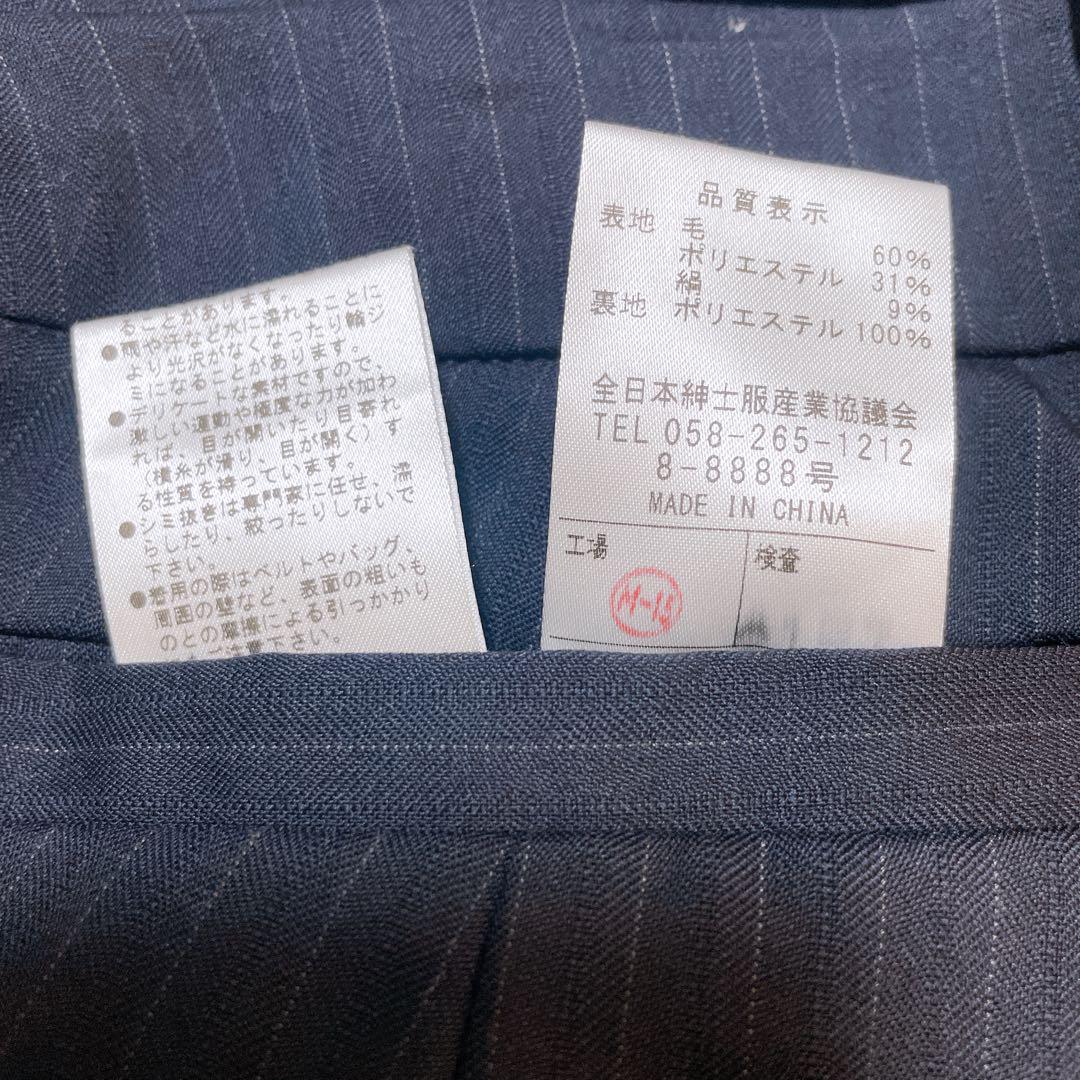 ることがあります。
●雨や汗など水に濡れることに
より光沢がなくなったり輪ジ
ミになることがあります。
●デリケートな素材ですので、
激しい運動や極度な力が加わ
れば、目が開いたり目寄れ
(横糸が滑り、目が開く)す
る性質を持っています。
●シミ抜きは専門家に任せ、濡
らしたり、絞ったりしないで
下さい。
●着用の際はベルトやバッグ、
周囲の壁など、表面の粗いも
のとの摩擦による引っかかり
品質表示
表地 毛 60%
ポリエステル 31%
絹 9%
裏地 ポリエステル 100%
全日本紳士服産業協議会
TEL 058-265-1212
8-8888号
MADE IN CHINA
工場
検査